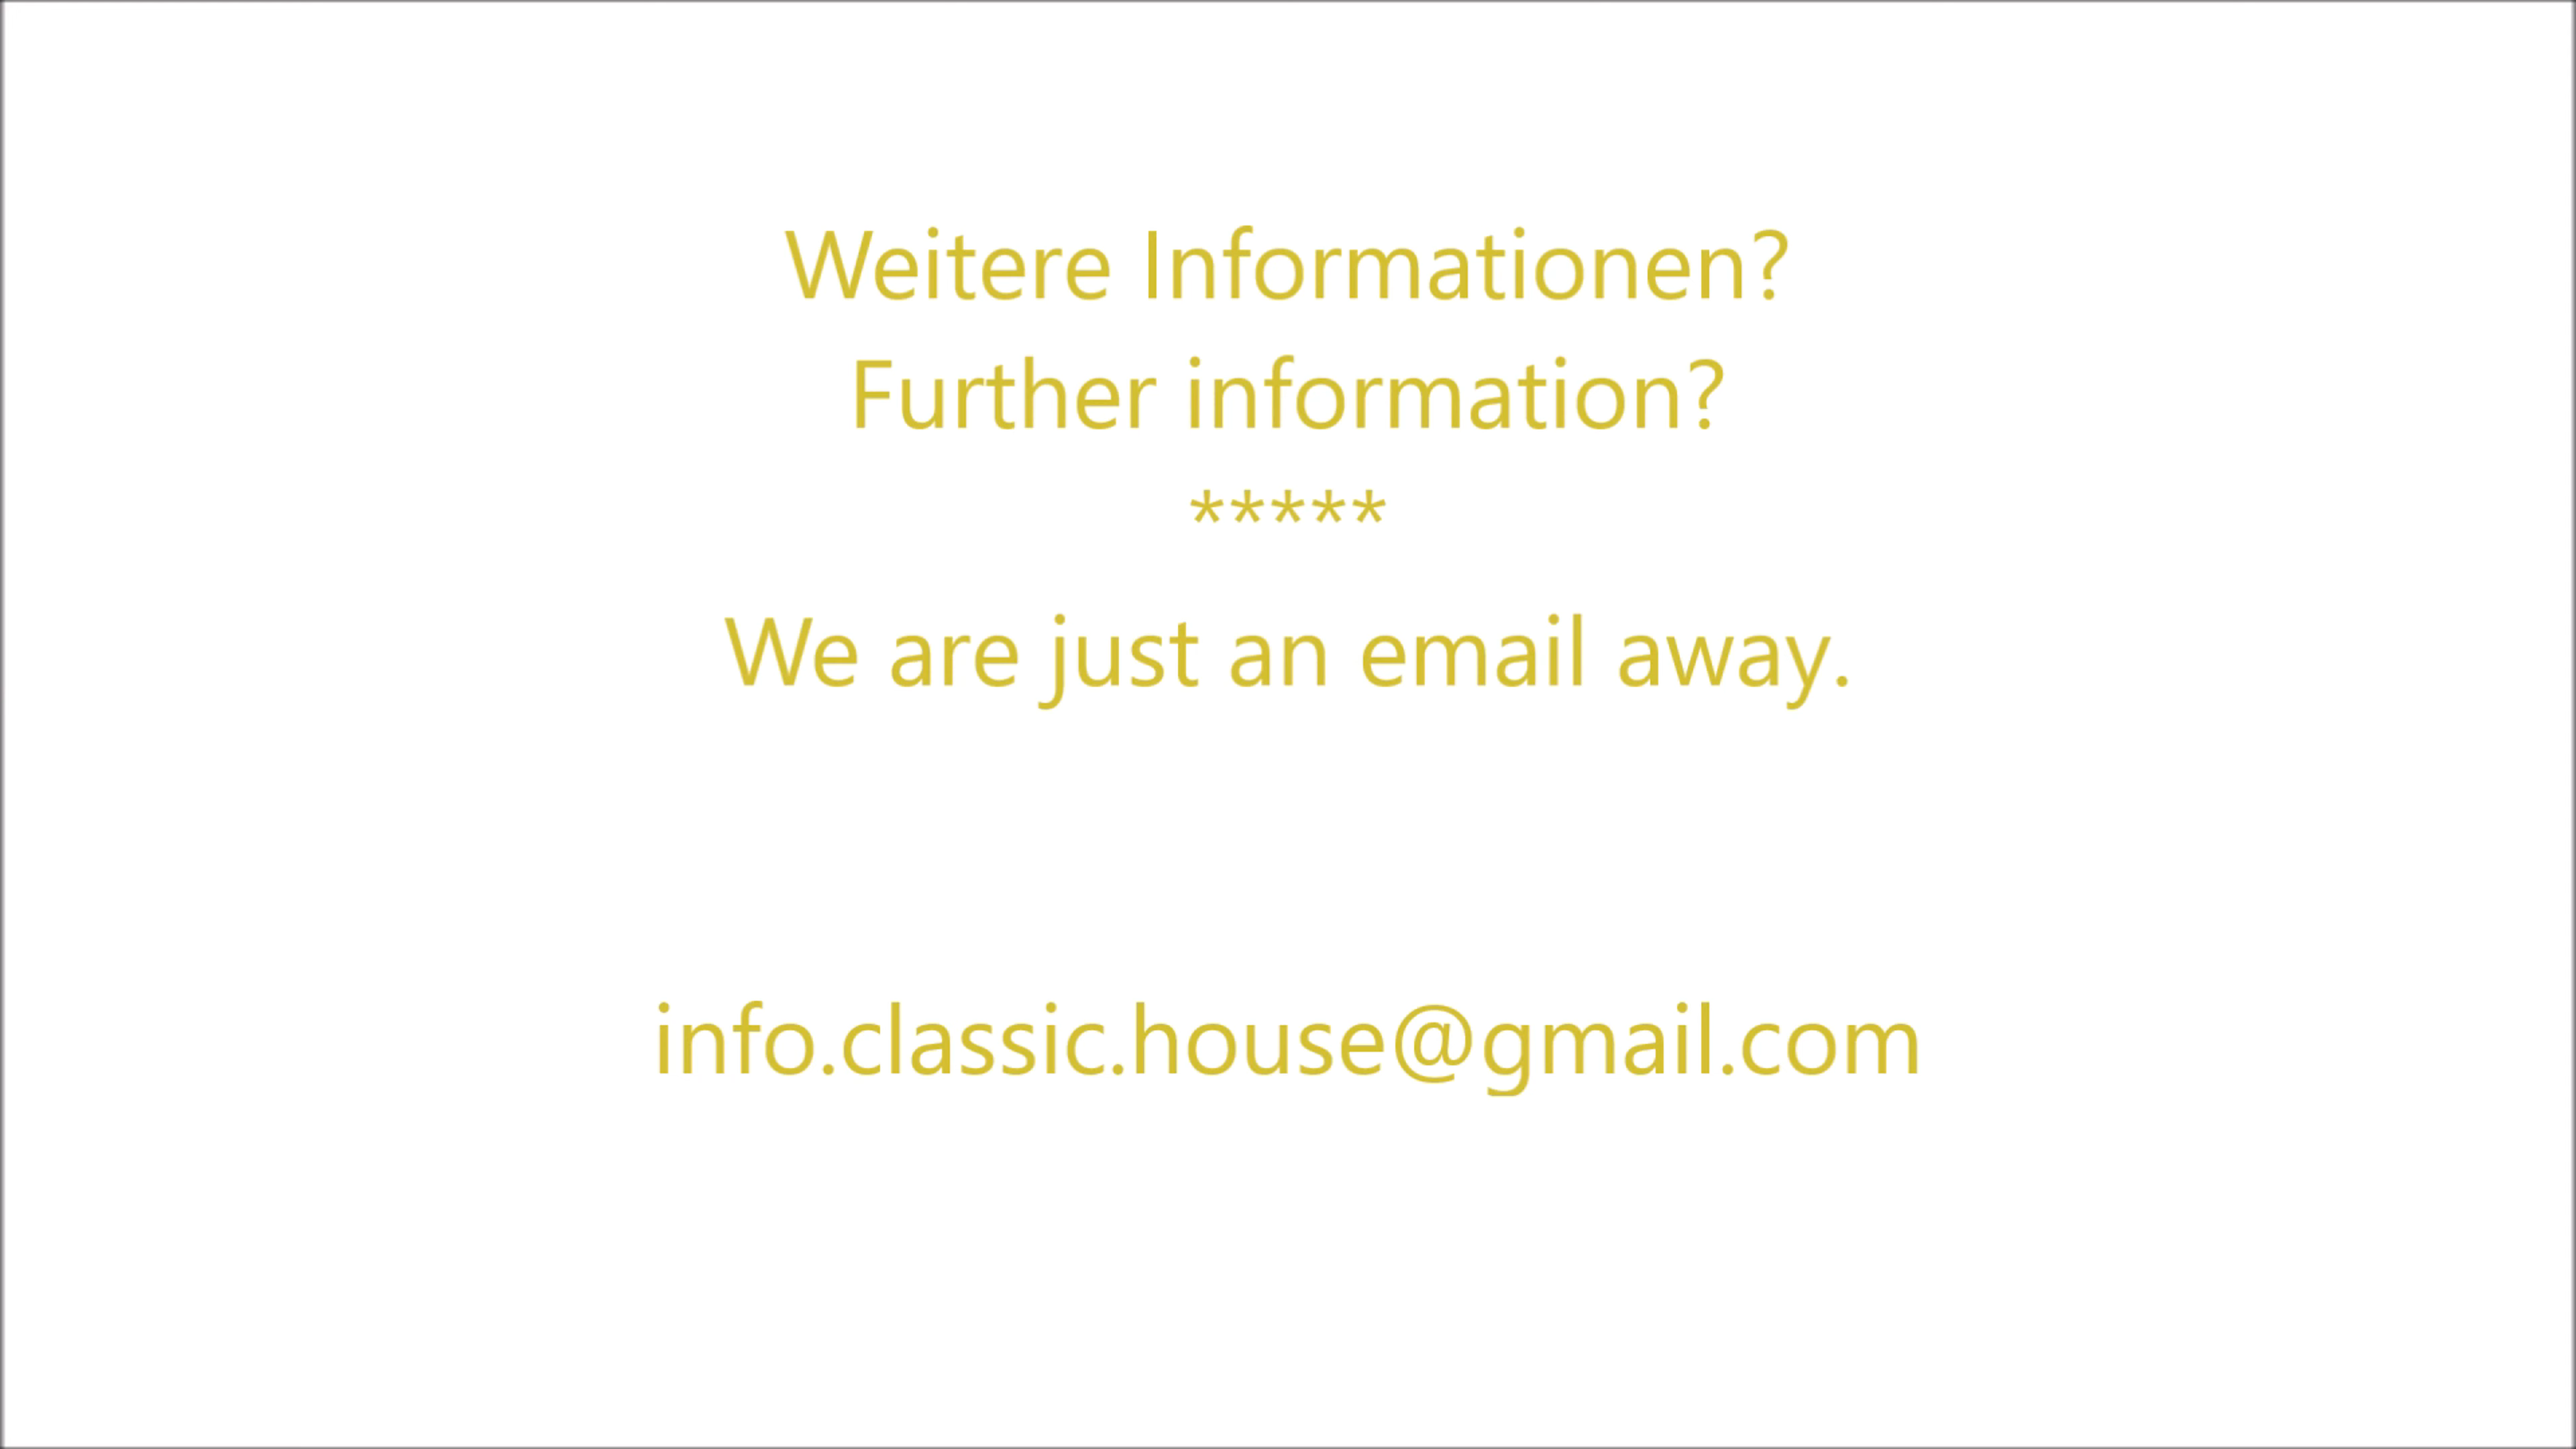 Weitere Informationen?
Further information?
*****
We are just an email away.
info.classic.house@gmail.com